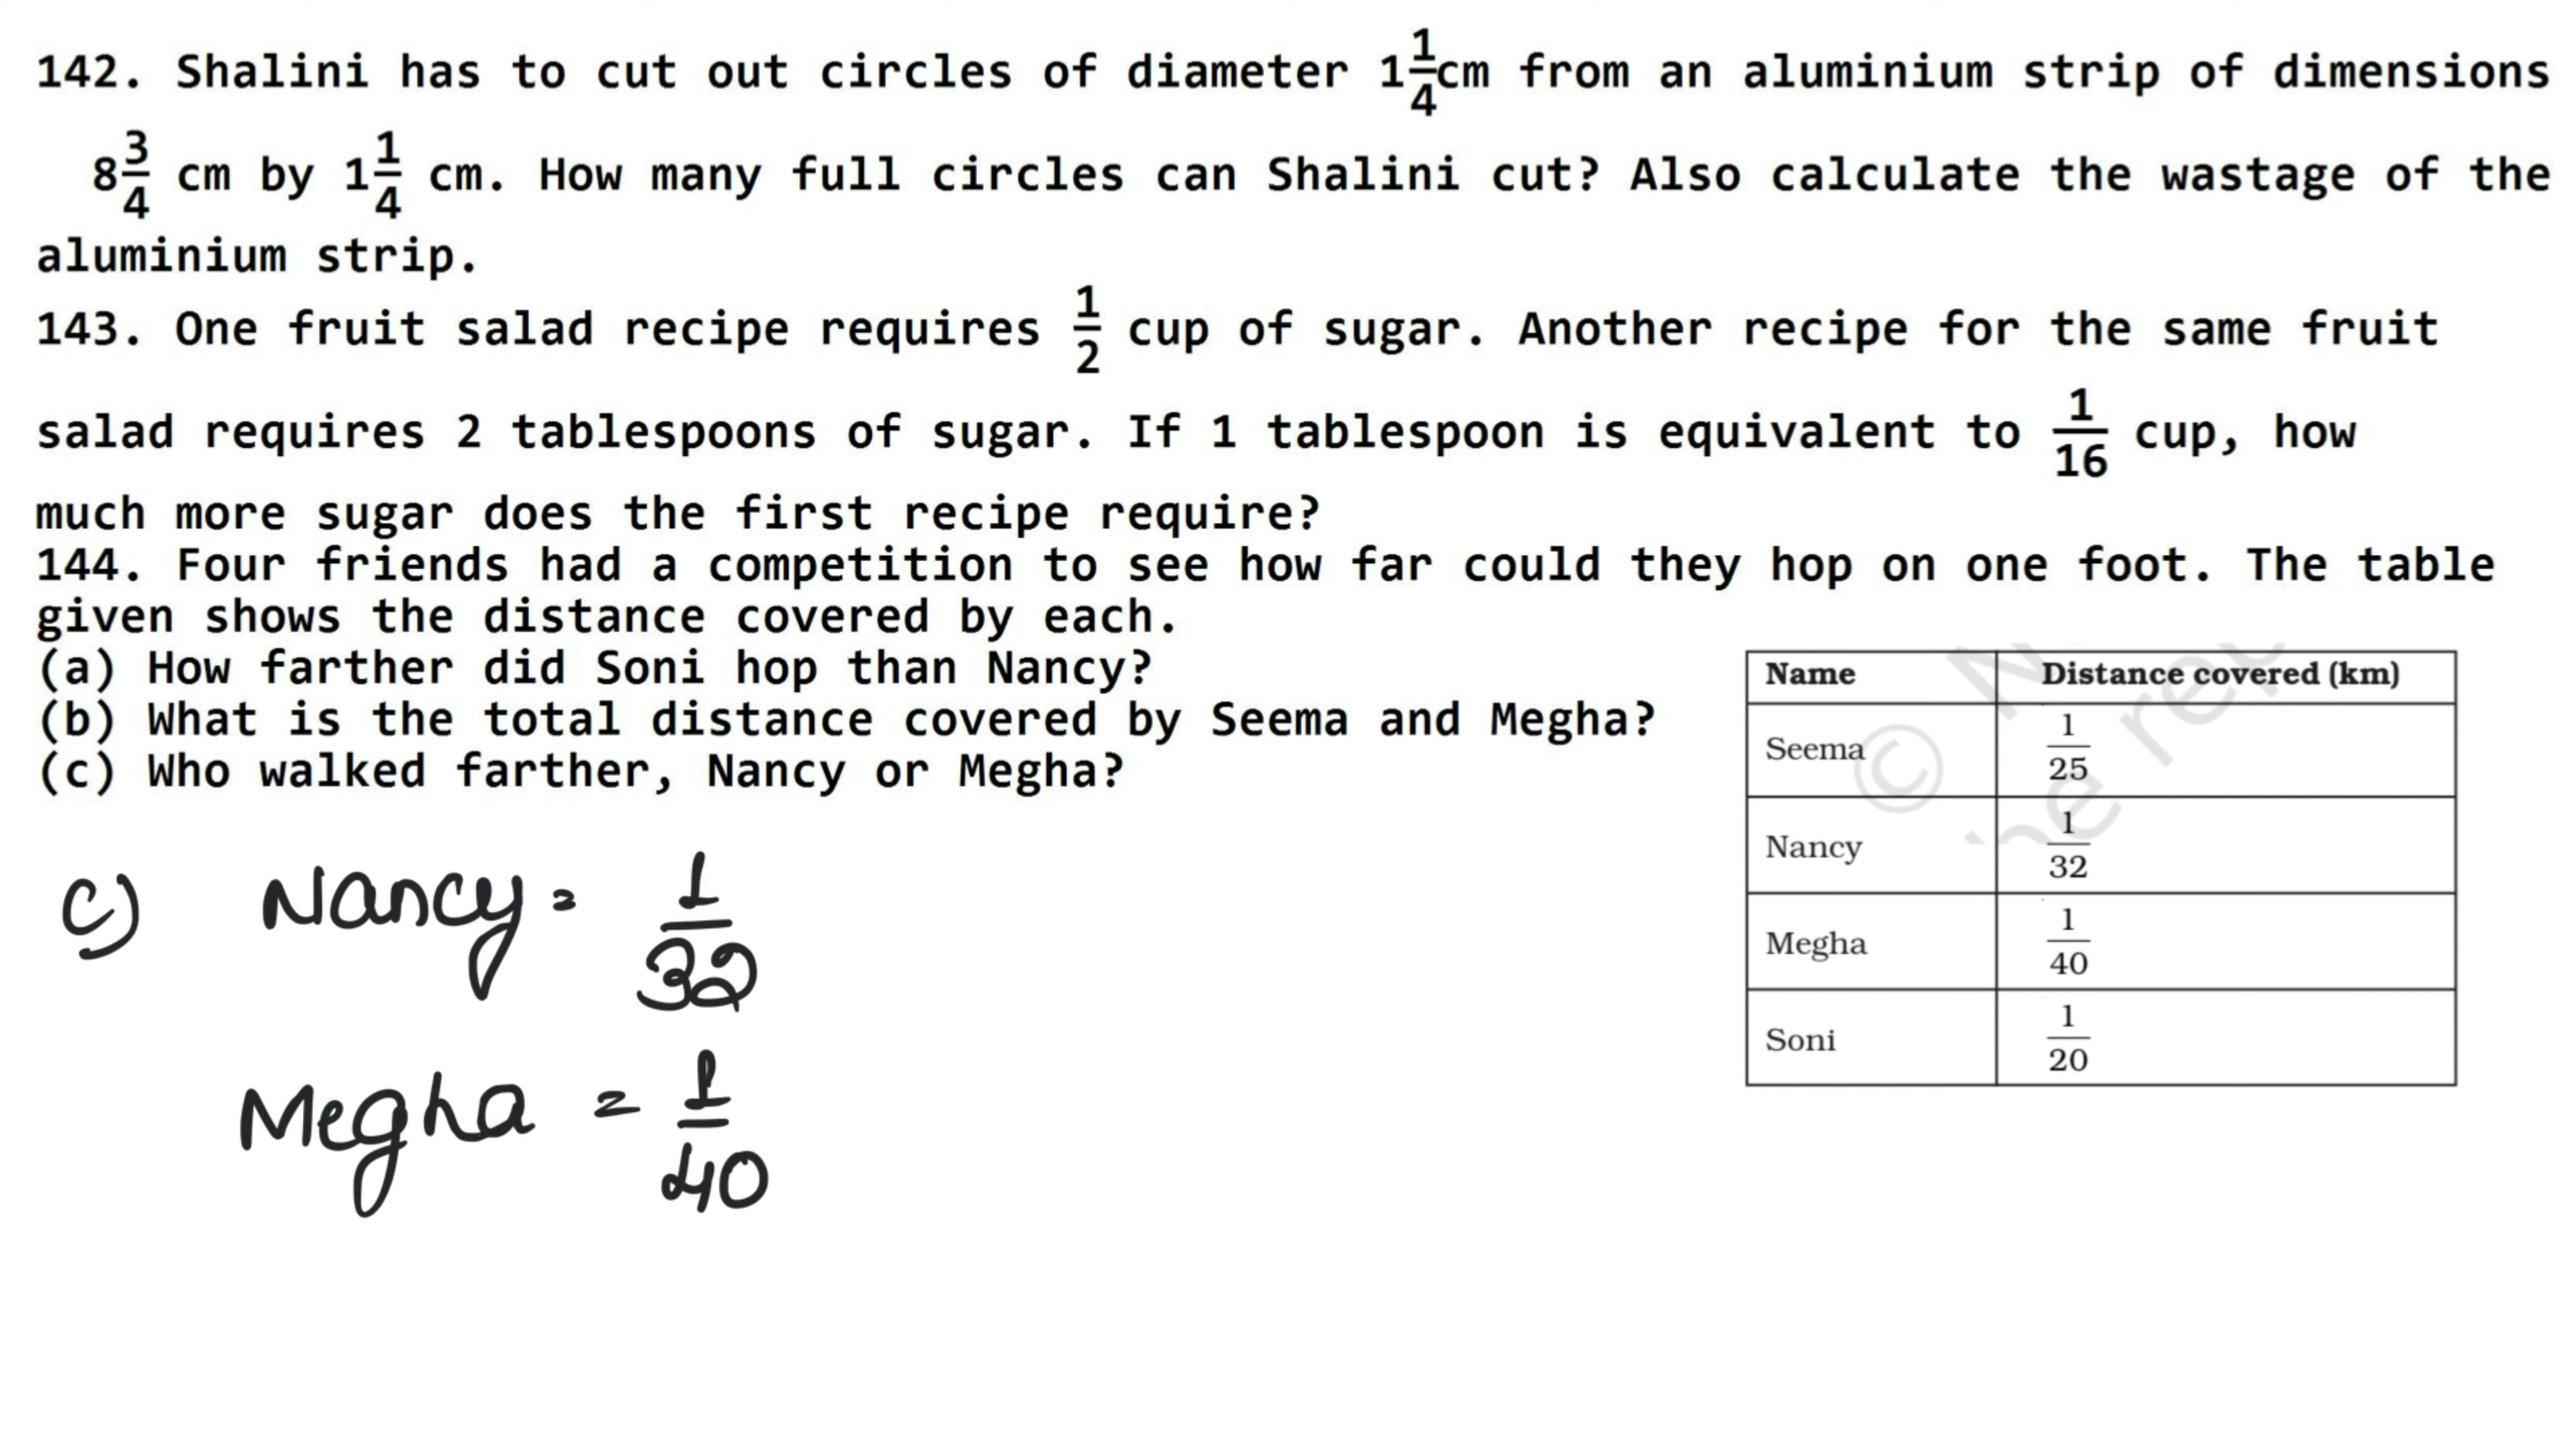 142. Shalini has to cut out circles of diameter 1 1/4cm from an aluminium strip of dimensions
8 3/4 cm by 1 1/4 cm. How many full circles can Shalini cut? Also calculate the wastage of the
aluminium strip.
143. One fruit salad recipe requires 1/2 cup of sugar. Another recipe for the same fruit
salad requires 2 tablespoons of sugar. If 1 tablespoon is equivalent to 1/16 cup, how
much more sugar does the first recipe require?
144. Four friends had a competition to see how far could they hop on one foot. The table
given shows the distance covered by each.
(a) How farther did Soni hop than Nancy?
(b) What is the total distance covered by Seema and Megha?
(c) Who walked farther, Nancy or Megha?
Name Distance covered (km)
Seema 1/25
Nancy 1/32
Megha 1/40
Soni 1/20
c) Nancy = 1/32
Megha = 1/40